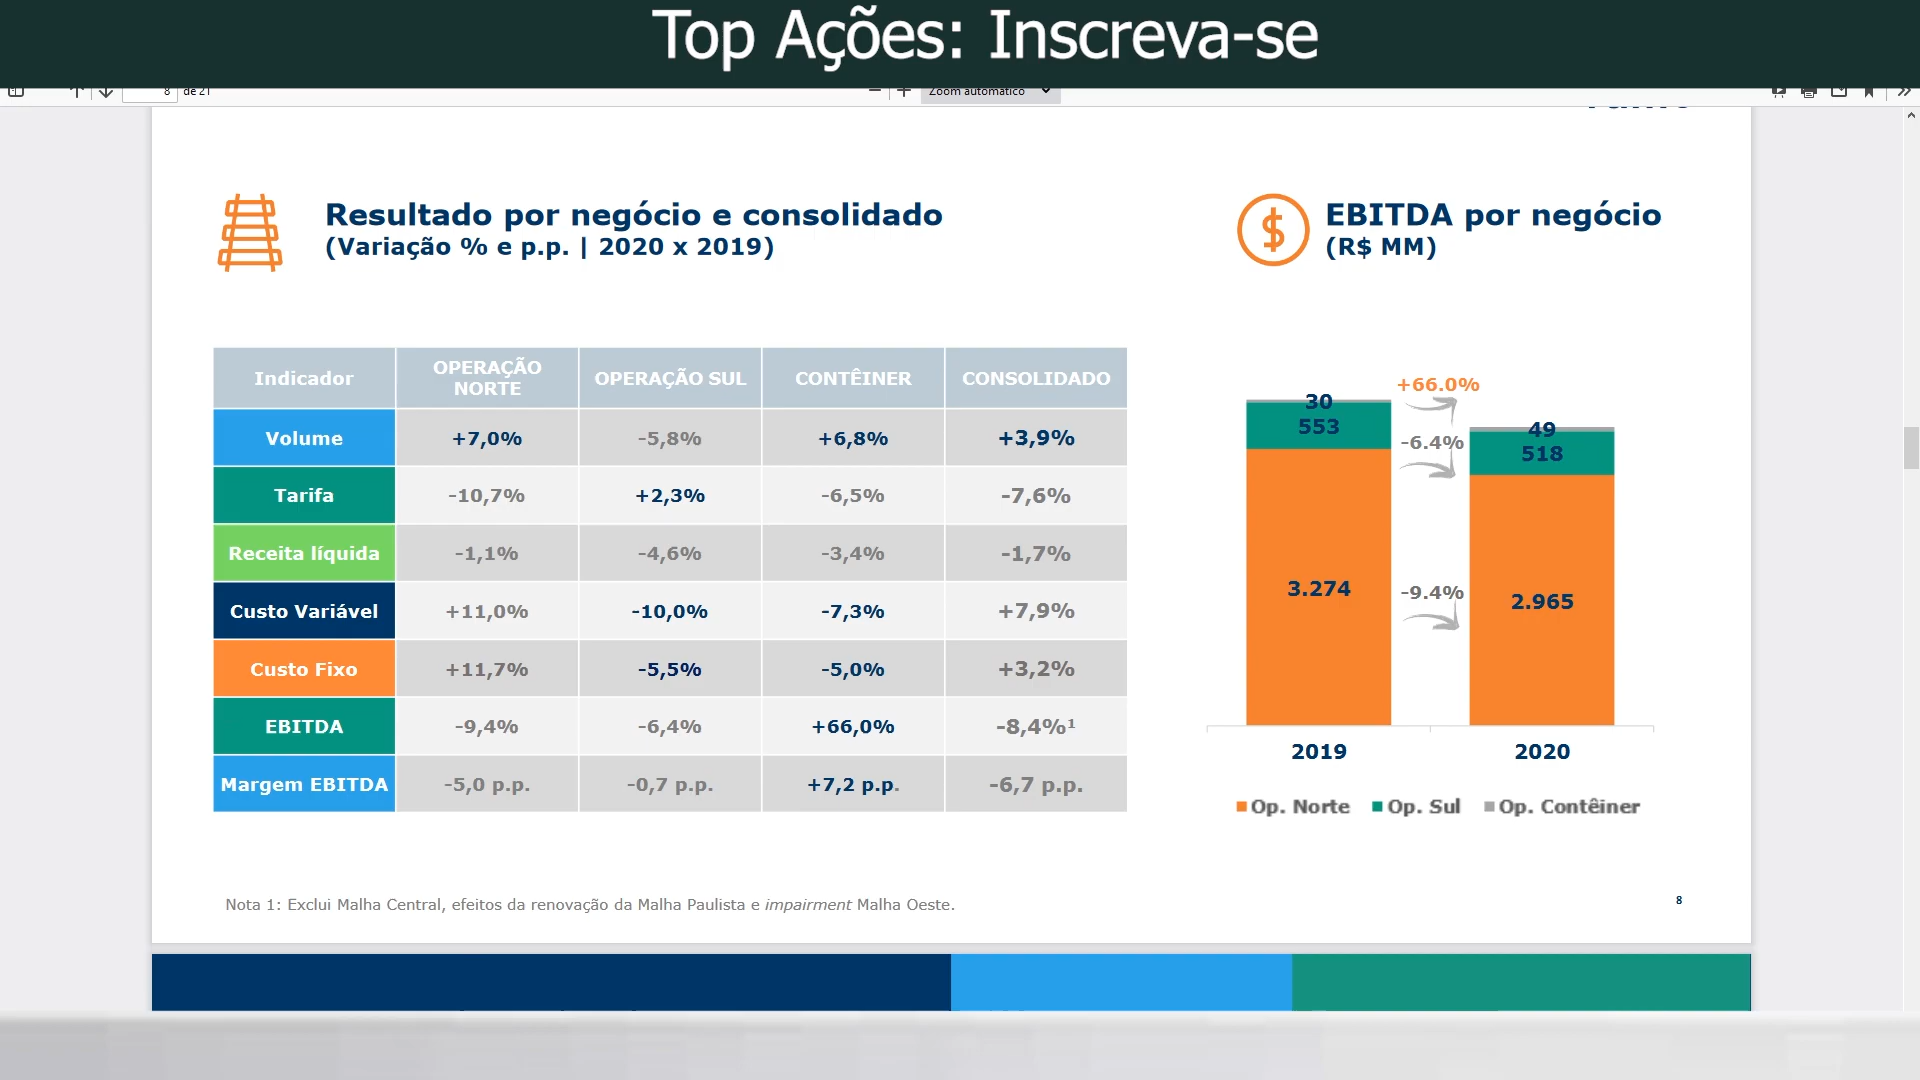 Top Ações: Inscreva-se
8 de 21
Zoom automático
Resultado por negócio e consolidado
(Variação % e p.p. | 2020 x 2019)
EBITDA por negócio
(R$ MM)
Indicador OPERAÇÃO NORTE OPERAÇÃO SUL CONTÊINER CONSOLIDADO
Volume +7,0% -5,8% +6,8% +3,9%
Tarifa -10,7% +2,3% -6,5% -7,6%
Receita líquida -1,1% -4,6% -3,4% -1,7%
Custo Variável +11,0% -10,0% -7,3% +7,9%
Custo Fixo +11,7% -5,5% -5,0% +3,2%
EBITDA -9,4% -6,4% +66,0% -8,4%¹
Margem EBITDA -5,0 p.p. -0,7 p.p. +7,2 p.p. -6,7 p.p.
+66.0%
30 49
553 -6.4% 518
3.274 -9.4% 2.965
2019 2020
Op. Norte Op. Sul Op. Contêiner
Nota 1: Exclui Malha Central, efeitos da renovação da Malha Paulista e impairment Malha Oeste.
8